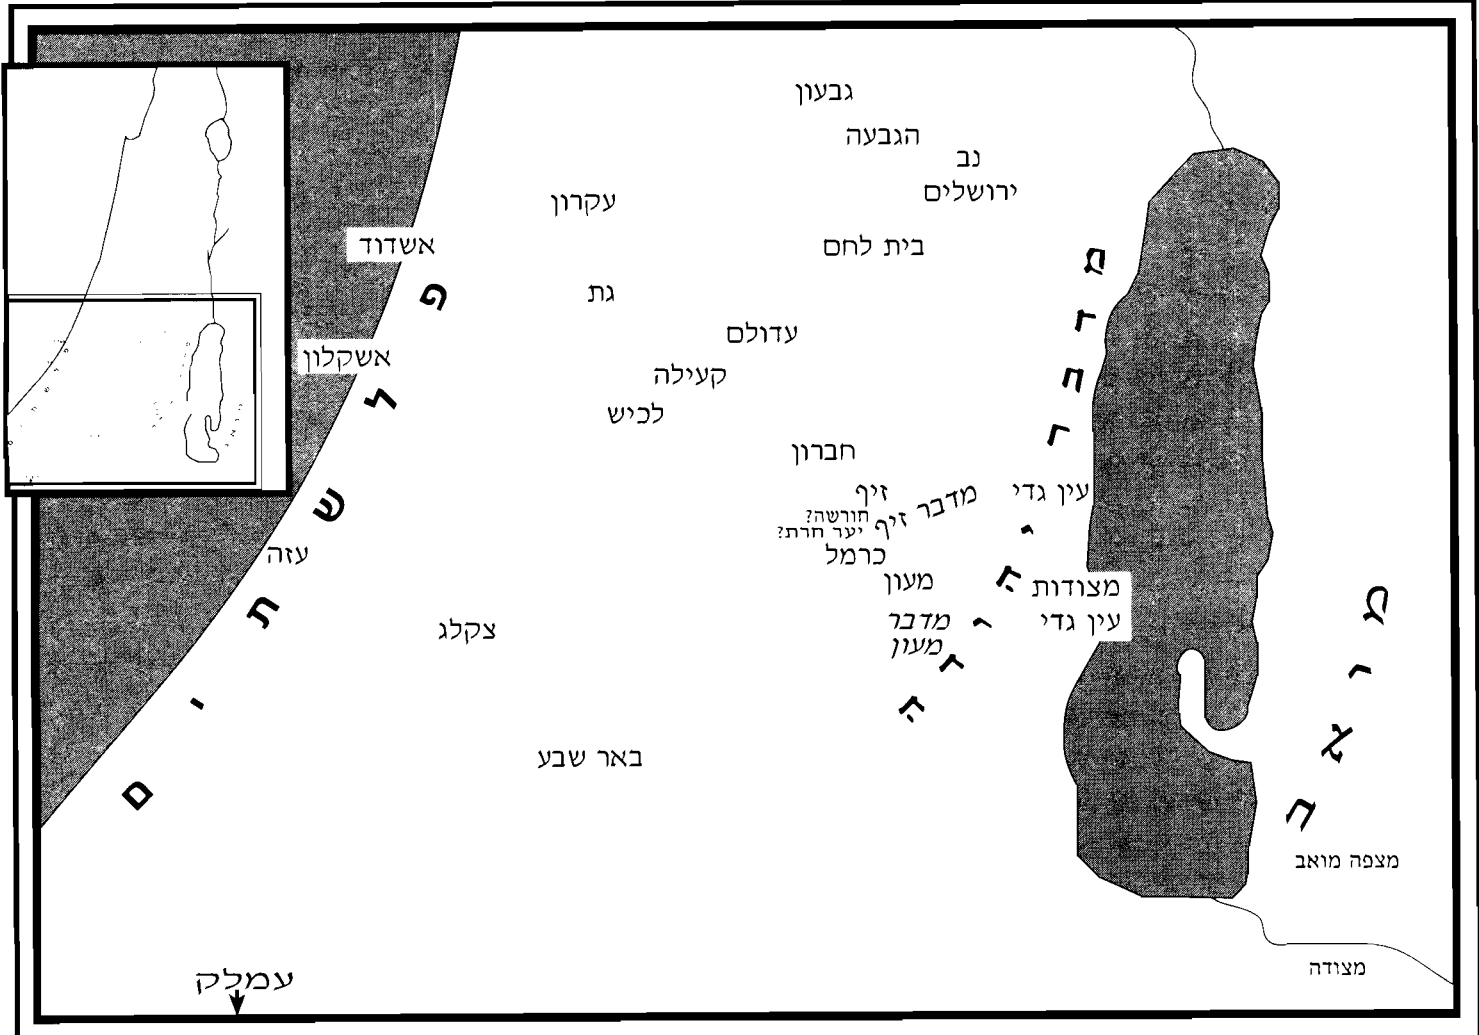 גבעון
הגבעה
נב
ירושלים
עקרון
אשדוד
בית לחם
גת
עדולם
אשקלון
קעילה
לכיש
חברון
זיף
מדבר זיף
עין גדי
חורשה?
יער חרת?
כרמל
מעון
מצודות
עין גדי
עזה
מדבר
מעון
צקלג
באר שבע
פלשתים
מדבר יהודה
מואב
מצפה מואב
מצודה
עמלק